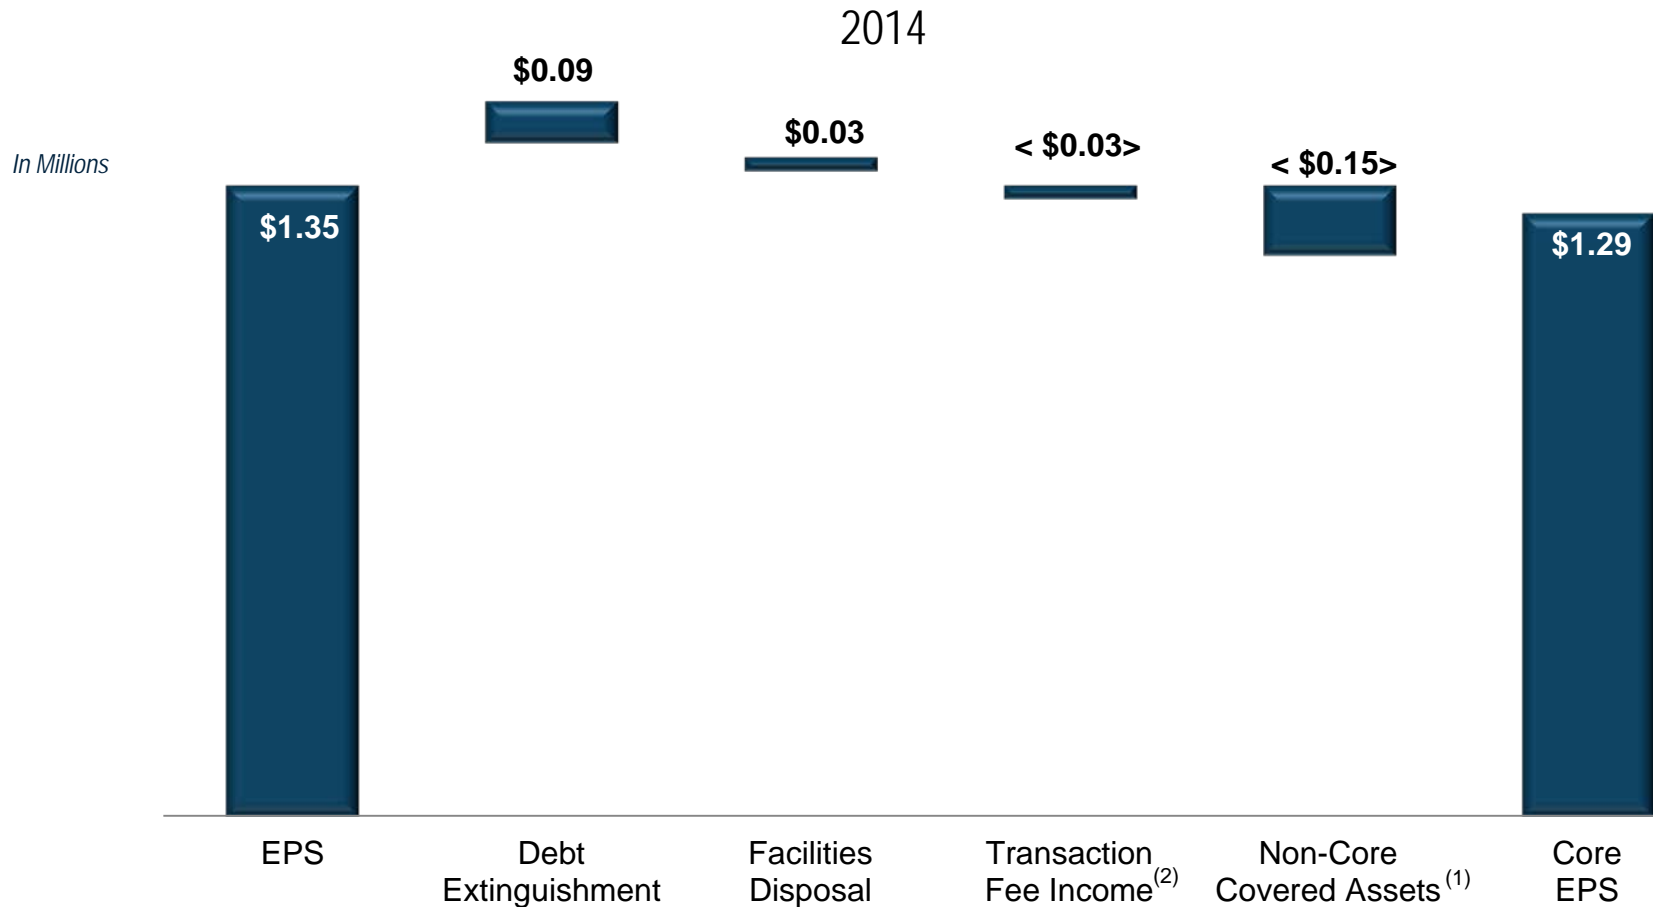 2014
In Millions
$0.09
$0.03
< $0.03>
< $0.15>
$1.35
$1.29
EPS
Debt
Extinguishment
Facilities
Disposal
Transaction
Fee Income(2)
Non-Core
Covered Assets (1)
Core
EPS